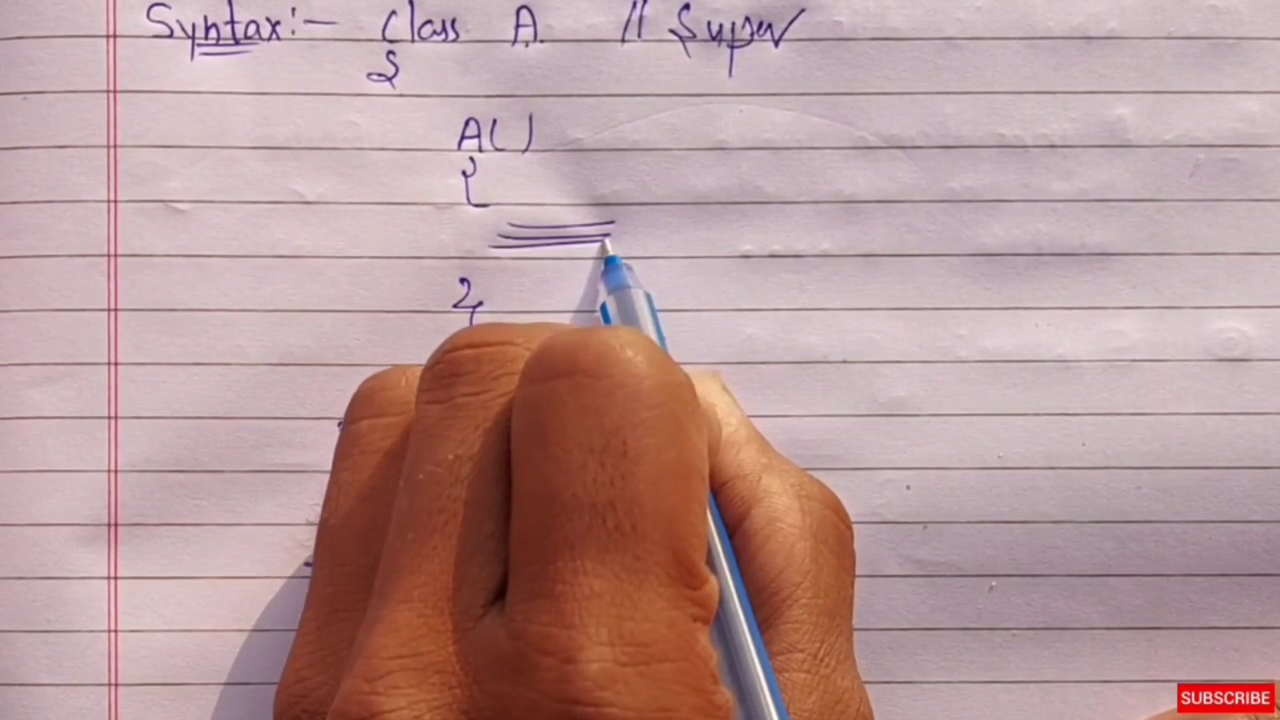 Syntax:- Class A // Super
{
A()
{
}
SUBSCRIBE